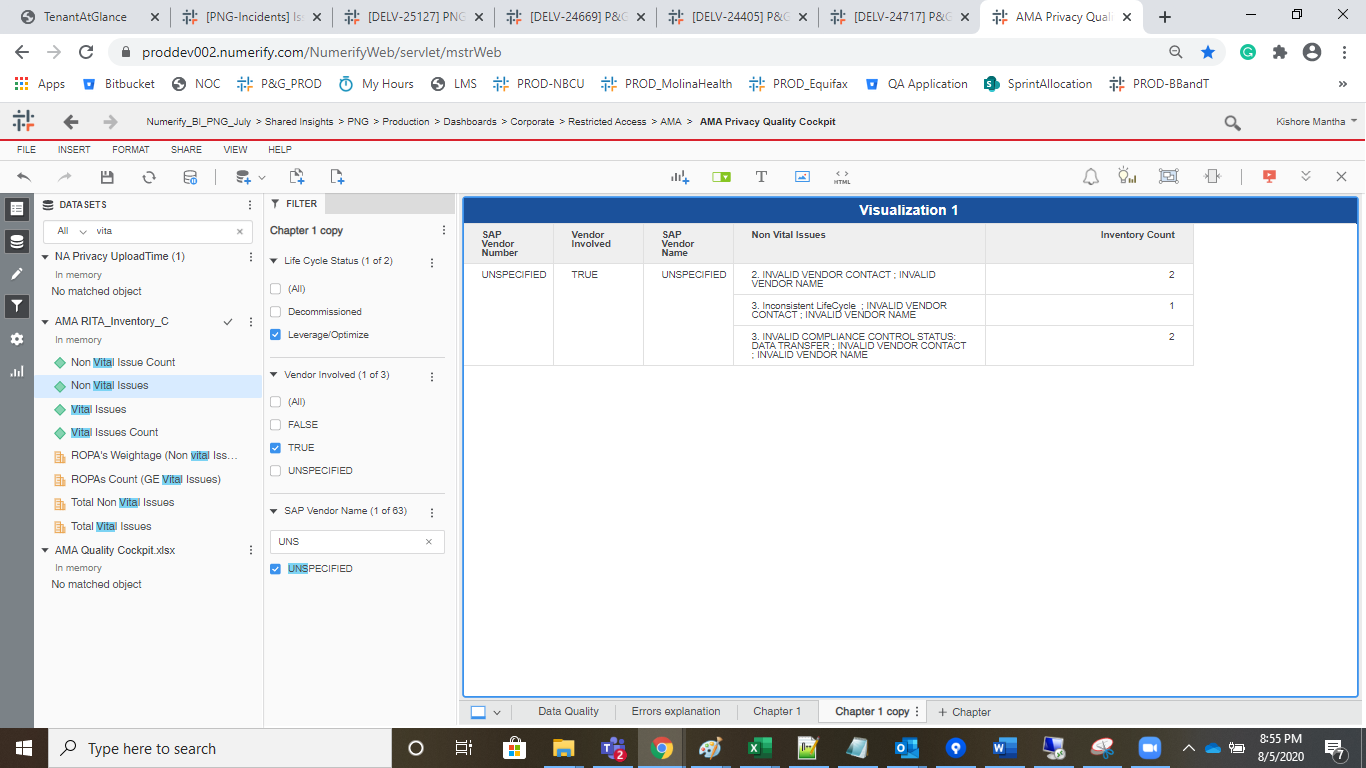 TenantAtGlance
[PNG-Incidents] Is
[DELV-25127] PNG
[DELV-24669] P&G
[DELV-24405] P&G
[DELV-24717] P&G
AMA Privacy Quali
proddev002.numerify.com/NumerifyWeb/servlet/mstrWeb
Apps
Bitbucket
NOC
P&G_PROD
My Hours
LMS
PROD-NBCU
PROD_MolinaHealth
PROD_Equifax
QA Application
SprintAllocation
PROD-BBandT
»
Numerify_BI_PNG_July > Shared Insights > PNG > Production > Dashboards > Corporate > Restricted Access > AMA > AMA Privacy Quality Cockpit
Kishore Mantha
FILE INSERT FORMAT SHARE VIEW HELP
T
HTML
DATASETS
All
vita
NA Privacy UploadTime (1)
In memory
No matched object
AMA RITA_Inventory_C
In memory
Non Vital Issue Count
Non Vital Issues
Vital Issues
Vital Issues Count
ROPA's Weightage (Non vital Iss...
ROPAs Count (GE Vital Issues)
Total Non Vital Issues
Total Vital Issues
AMA Quality Cockpit.xlsx
In memory
No matched object
FILTER
Chapter 1 copy
Life Cycle Status (1 of 2)
(All)
Decommissioned
Leverage/Optimize
Vendor Involved (1 of 3)
(All)
FALSE
TRUE
UNSPECIFIED
SAP Vendor Name (1 of 63)
UNS
UNSPECIFIED
Visualization 1
SAP
Vendor
Number
Vendor
Involved
SAP
Vendor
Name
Non Vital Issues
Inventory Count
UNSPECIFIED
TRUE
UNSPECIFIED
2. INVALID VENDOR CONTACT ; INVALID
VENDOR NAME
2
3. Inconsistent LifeCycle ; INVALID VENDOR
CONTACT ; INVALID VENDOR NAME
1
3. INVALID COMPLIANCE CONTROL STATUS:
DATA TRANSFER ; INVALID VENDOR CONTACT
; INVALID VENDOR NAME
2
Data Quality
Errors explanation
Chapter 1
Chapter 1 copy
+ Chapter
Type here to search
2
8:55 PM
8/5/2020
7